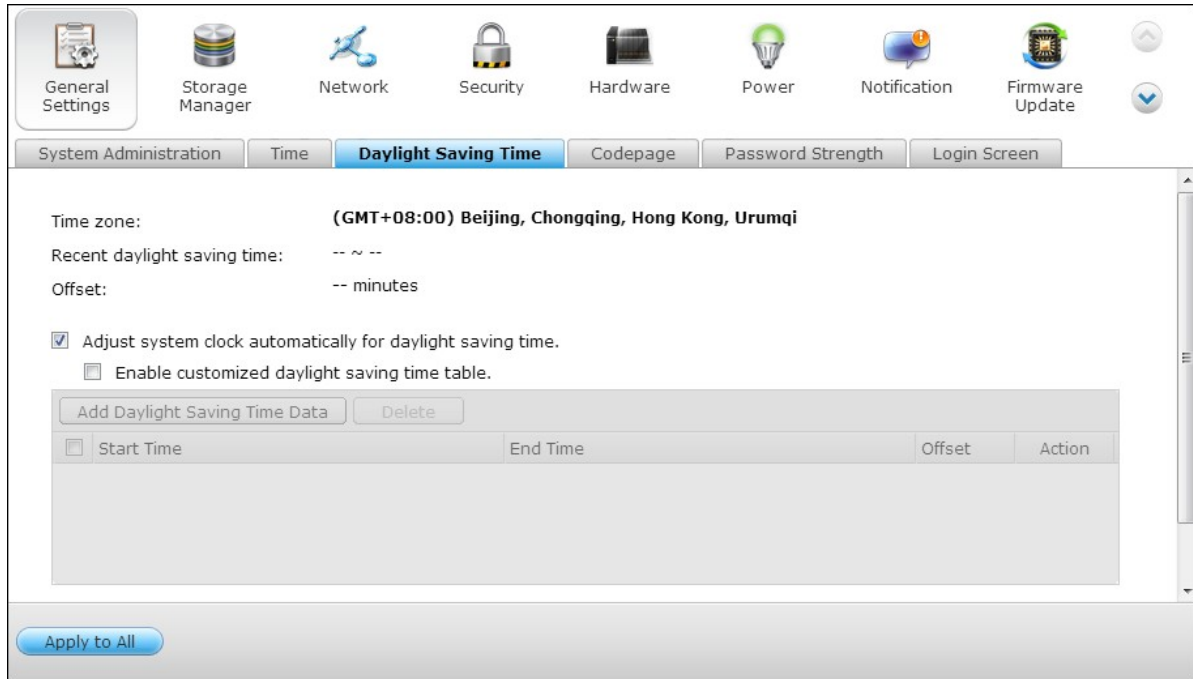 General Settings
Storage Manager
Network
Security
Hardware
Power
Notification
Firmware Update
System Administration
Time
Daylight Saving Time
Codepage
Password Strength
Login Screen
Time zone: (GMT+08:00) Beijing, Chongqing, Hong Kong, Urumqi
Recent daylight saving time: -- ~ --
Offset: -- minutes
Adjust system clock automatically for daylight saving time.
Enable customized daylight saving time table.
Add Daylight Saving Time Data Delete
Start Time End Time Offset Action
Apply to All